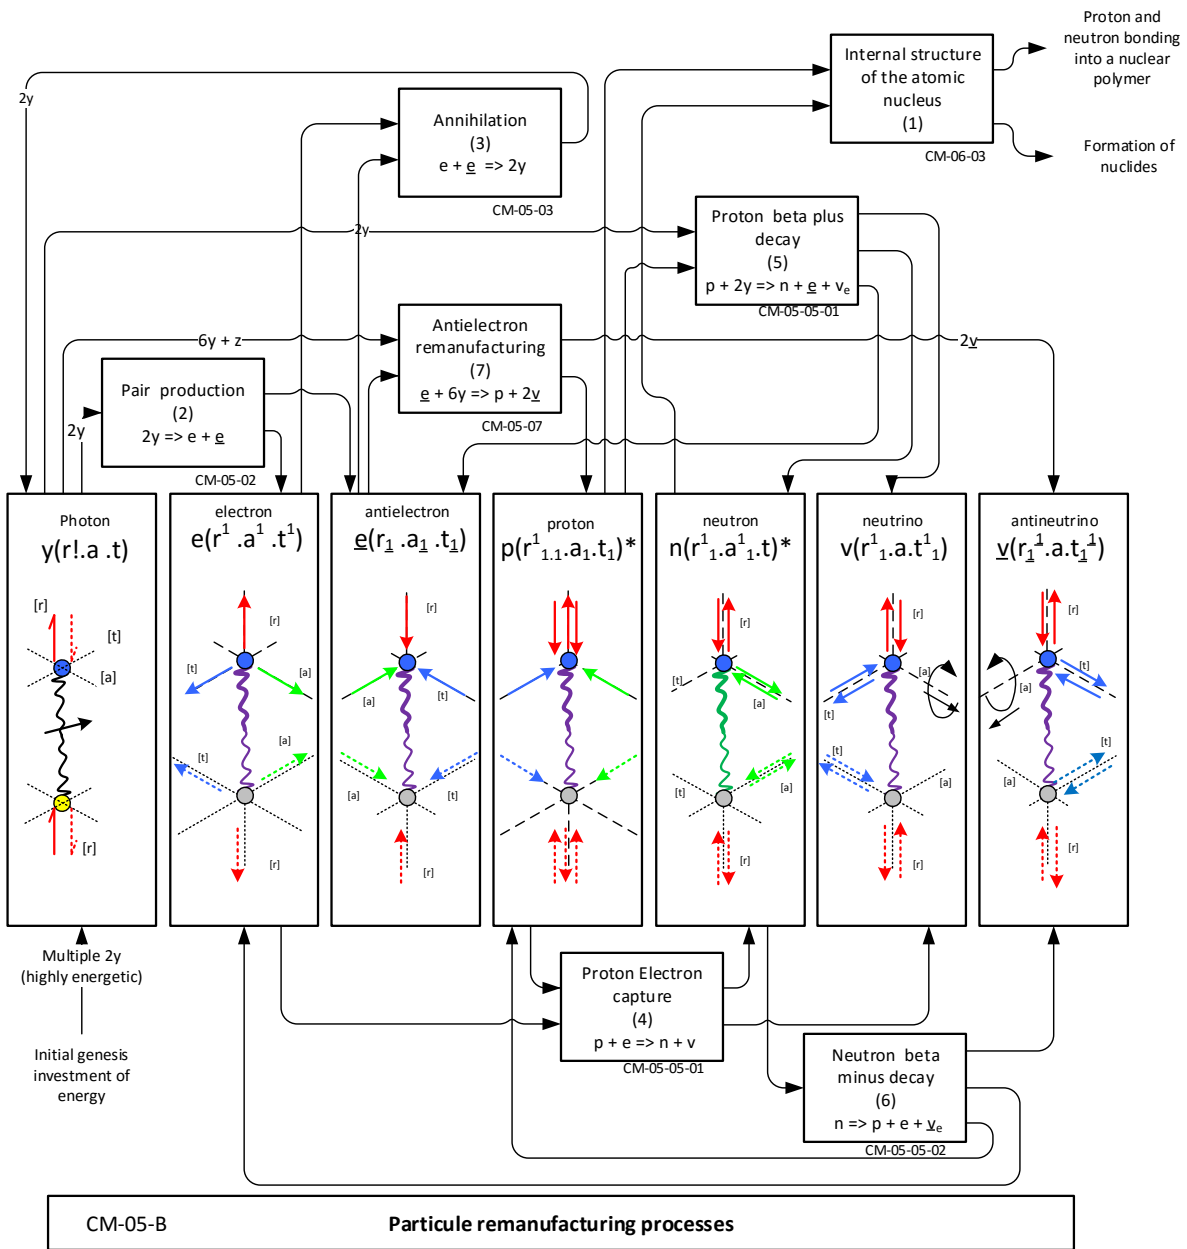 Proton and
neutron bonding
into a nuclear
polymer
Internal structure
of the atomic
nucleus
(1)
CM-06-03
Formation of
nuclides
2y
Annihilation
(3)
e + e => 2y
CM-05-03
2y
Proton beta plus
decay
(5)
p + 2y => n + e + vₑ
CM-05-05-01
6y + z
Antielectron
remanufacturing
(7)
e + 6y => p + 2v
CM-05-07
2v
2y
Pair production
(2)
2y => e + e
CM-05-02
Photon
y(r!.a .t)
[r]
[t]
[a]
[r]
electron
e(r¹ .a¹ .t¹)
[r]
[t]
[a]
[t]
[a]
[r]
antielectron
e(r₁ .a₁ .t₁)
[r]
[a]
[t]
[a]
[t]
[r]
proton
p(r¹₁.₁.a₁.t₁)*
neutron
n(r¹₁.a¹₁.t)*
[r]
[t]
[a]
[t]
[a]
[r]
neutrino
v(r¹₁.a.t¹₁)
[r]
[a]
[t]
[t]
[a]
[r]
antineutrino
v(r₁¹.a.t₁¹)
[r]
[t]
[a]
[t]
[a]
[r]
Multiple 2y
(highly energetic)
Initial genesis
investment of
energy
Proton Electron
capture
(4)
p + e => n + v
CM-05-05-01
Neutron beta
minus decay
(6)
n => p + e + vₑ
CM-05-05-02
CM-05-B
Particule remanufacturing processes